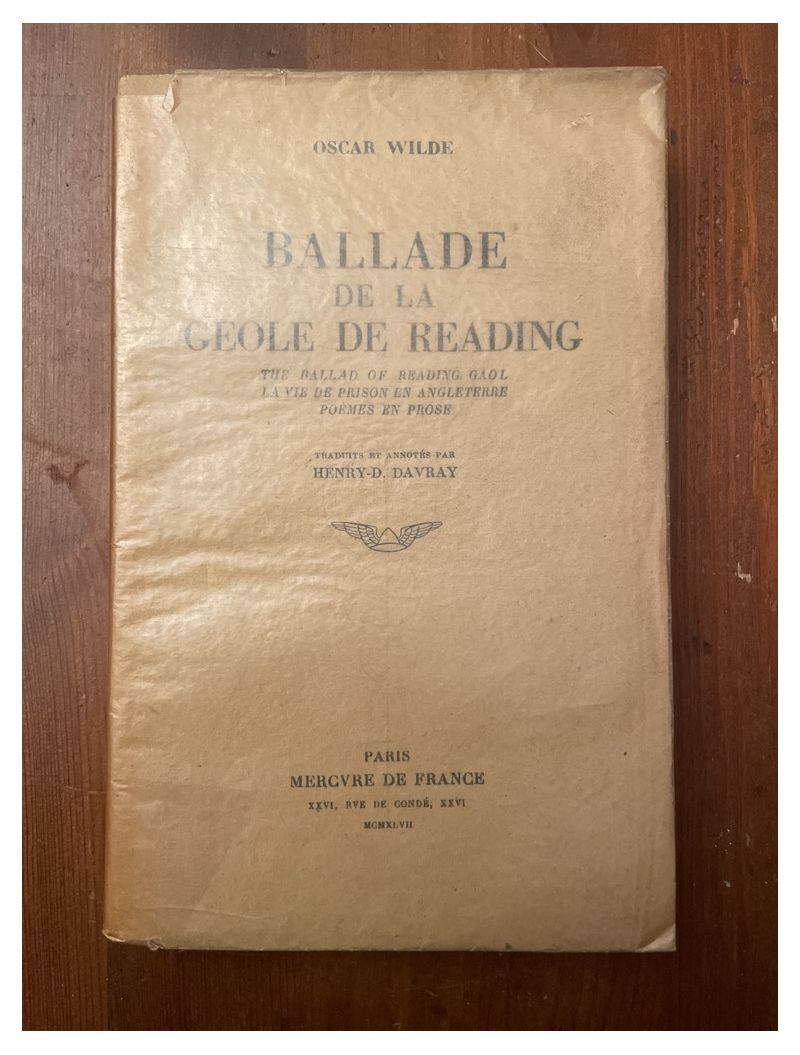 OSCAR WILDE
BALLADE
DE LA
GEOLE DE READING
THE BALLAD OF READING GAOL
LA VIE DE PRISON EN ANGLETERRE
POÈMES EN PROSE
TRADUITS ET ANNOTÉS PAR
HENRY-D. DAVRAY
PARIS
MERCVRE DE FRANCE
XXVI, RVE DE CONDÉ, XXVI
MCMXLVII